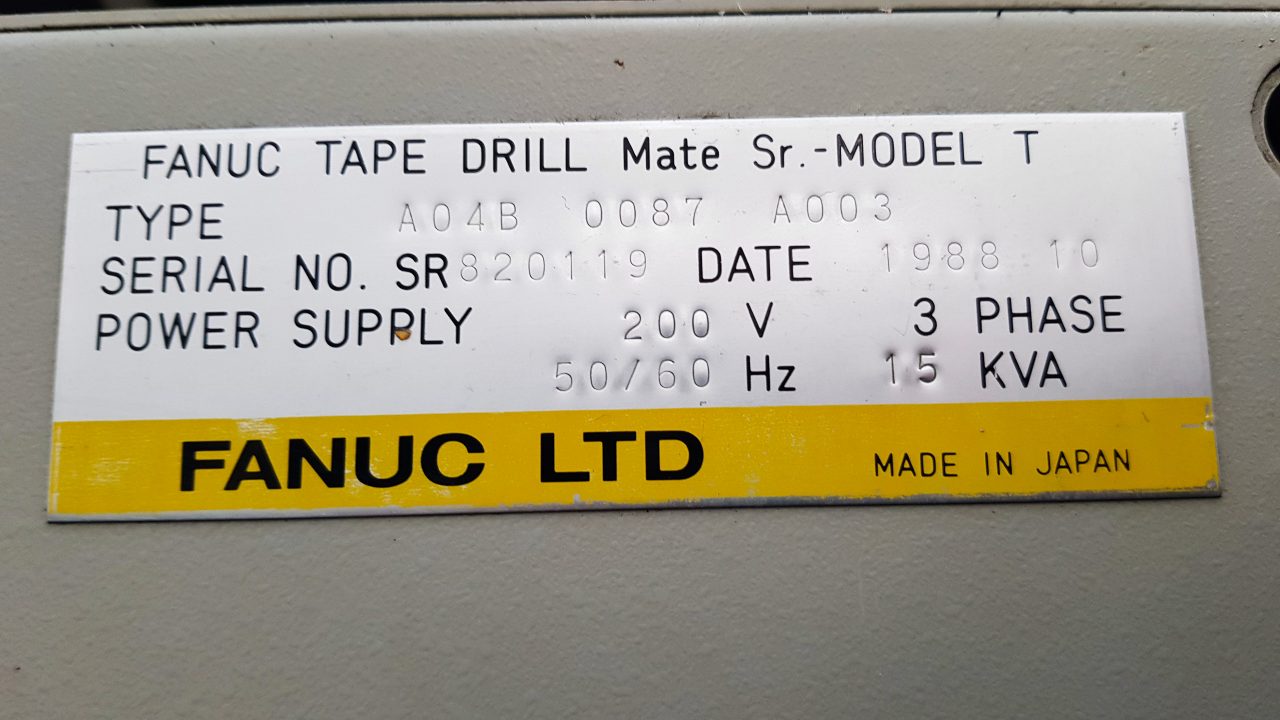 FANUC TAPE DRILL Mate Sr.-MODEL T
TYPE A04B 0087 A003
SERIAL NO. SR820119 DATE 1988 10
POWER SUPPLY 200 V 3 PHASE
50/60 Hz 15 KVA
FANUC LTD MADE IN JAPAN